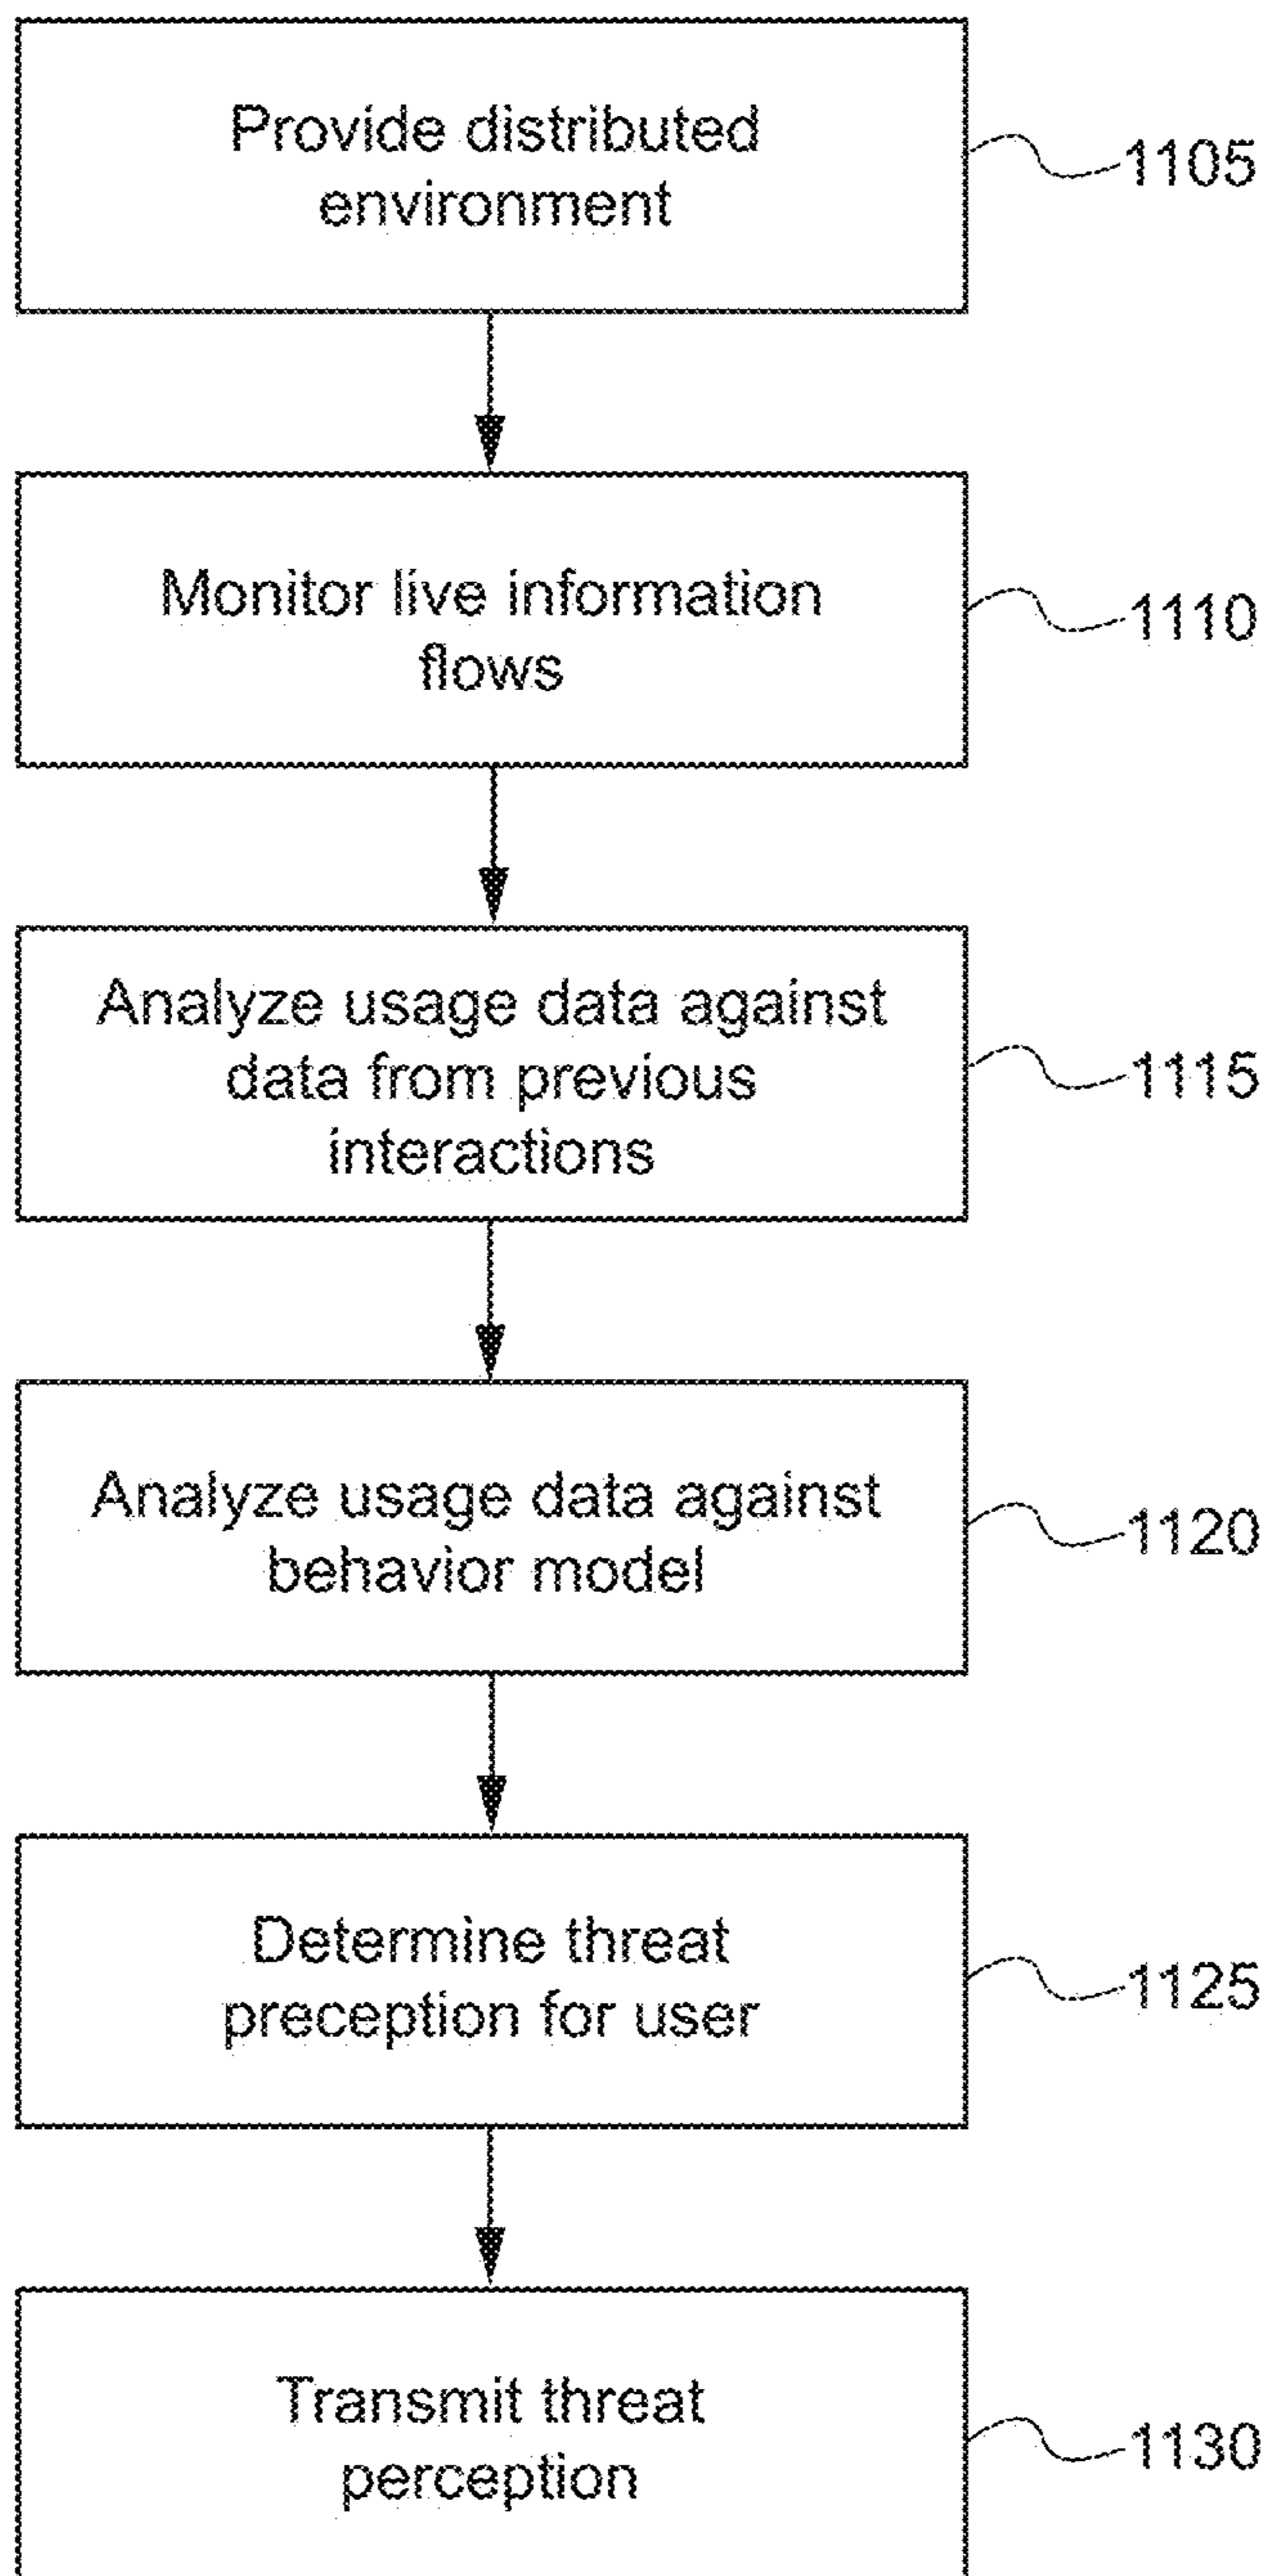 Provide distributed
environment
1105
Monitor live information
flows
1110
Analyze usage data against
data from previous
interactions
1115
Analyze usage data against
behavior model
1120
Determine threat
preception for user
1125
Transmit threat
perception
1130